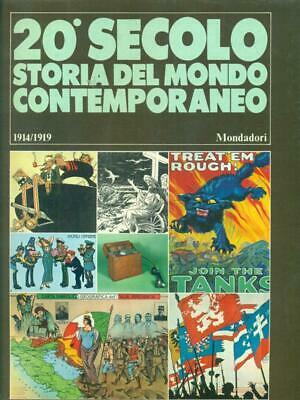 20° SECOLO
STORIA DEL MONDO
CONTEMPORANEO
1914/1919
Mondadori
TREAT 'EM
ROUGH!
JOIN THE
TANKS